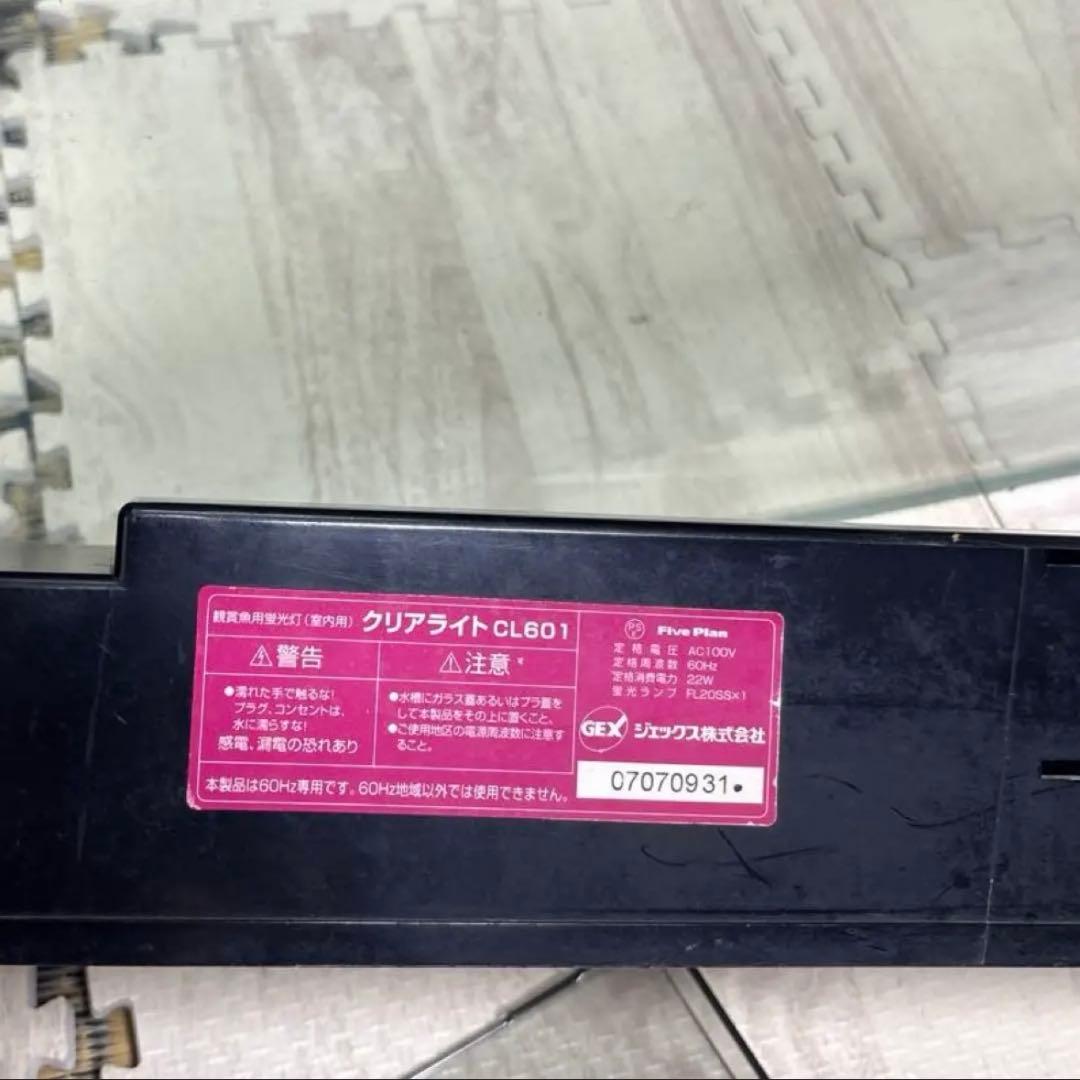 観賞魚用蛍光灯(室内用) クリアライト CL601
警告
●濡れた手で触るな!
プラグ、コンセントは、
水に濡らすな!
感電、漏電の恐れあり
注意
●水槽にガラス蓋あるいはプラ蓋を
して本製品をその上に置くこと。
●ご使用地区の電源周波数に注意す
ること。
本製品は60Hz専用です。60Hz地域以外では使用できません。
PS E Five Plan
定格電圧 AC100V
定格周波数 60Hz
定格消費電力 22W
蛍光ランプ FL20SS×1
GEX ジェックス株式会社
07070931●